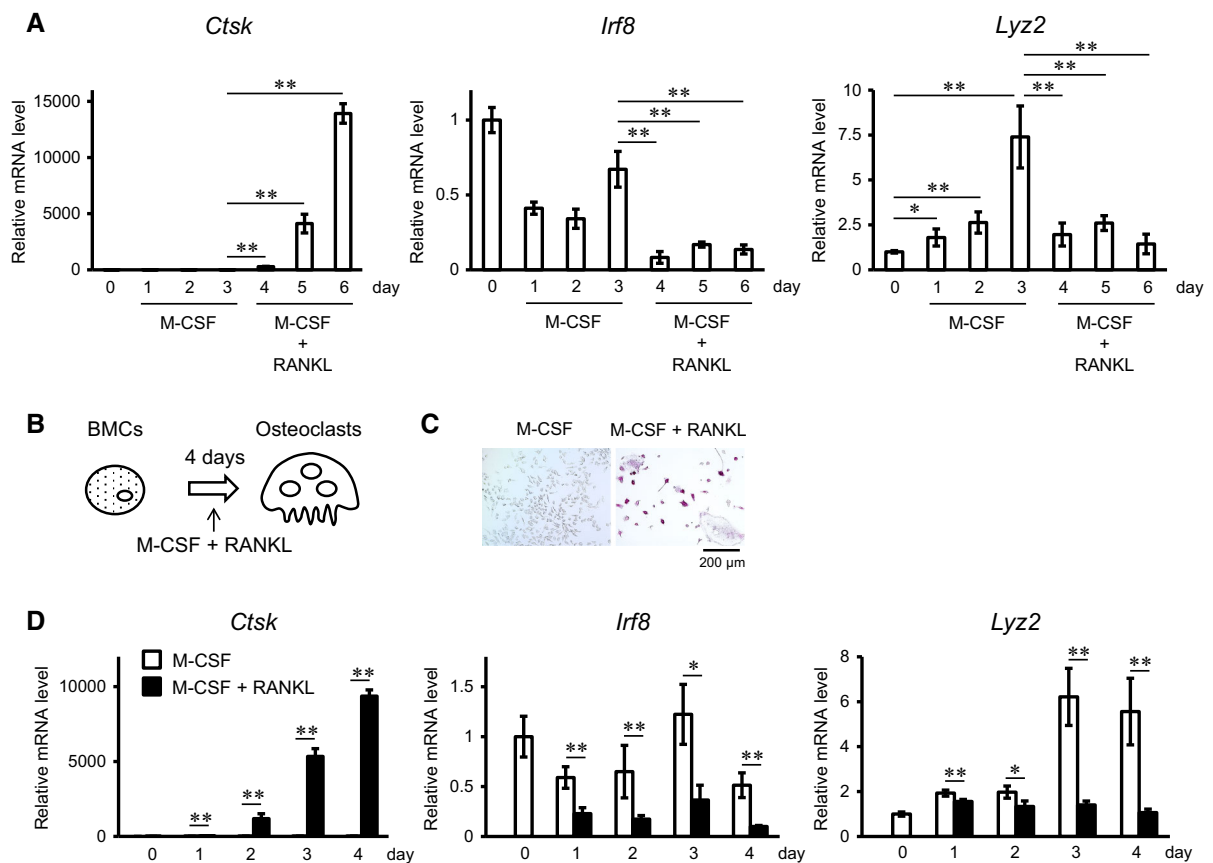 A
Ctsk
Irf8
Lyz2
Relative mRNA level
15000
10000
5000
0
**
**
**
0 1 2 3 4 5 6 day
M-CSF
M-CSF
+
RANKL
Relative mRNA level
1
0.5
0
**
**
**
0 1 2 3 4 5 6 day
M-CSF
M-CSF
+
RANKL
Relative mRNA level
10
7.5
5
2.5
0
**
**
**
**
**
*
0 1 2 3 4 5 6 day
M-CSF
M-CSF
+
RANKL
B
BMCs
Osteoclasts
4 days
M-CSF + RANKL
C
M-CSF
M-CSF + RANKL
200 µm
D
Ctsk
Irf8
Lyz2
M-CSF
M-CSF + RANKL
Relative mRNA level
10000
5000
0
**
**
**
**
0 1 2 3 4 day
Relative mRNA level
1.5
1
0.5
0
**
**
*
**
0 1 2 3 4 day
Relative mRNA level
8
6
4
2
0
**
*
**
**
0 1 2 3 4 day